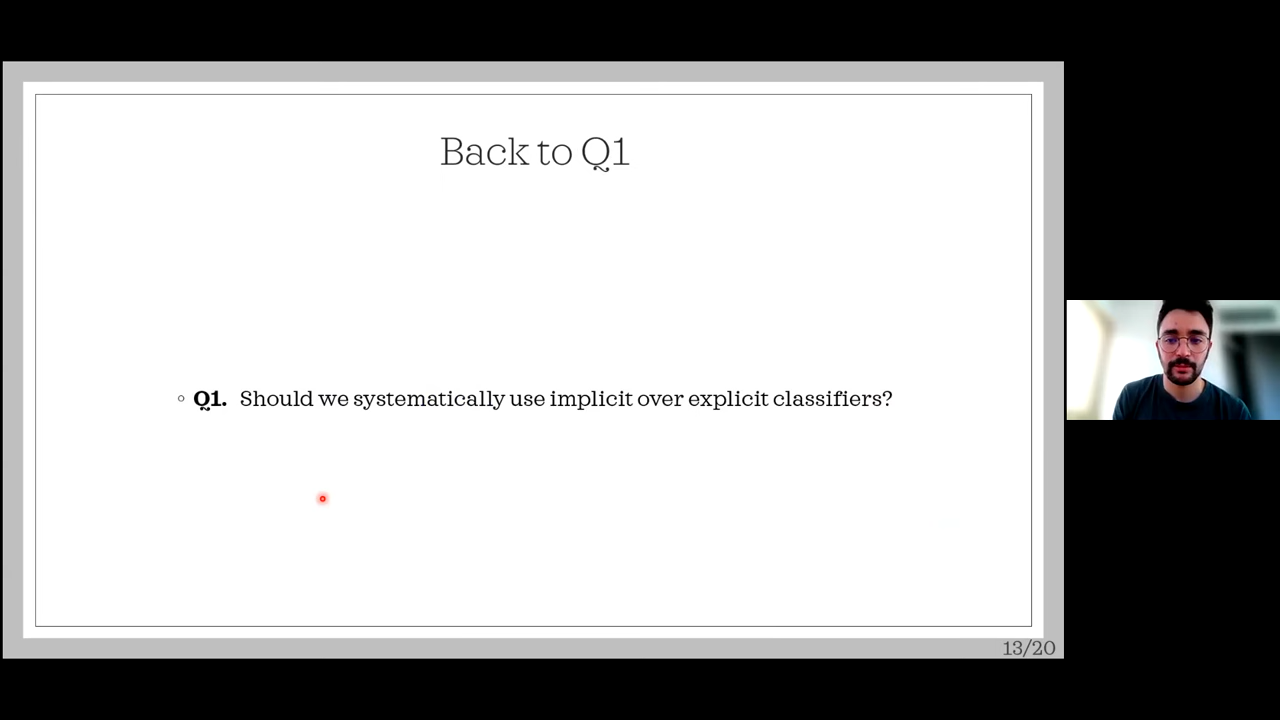 Back to Q1
◦ Q1. Should we systematically use implicit over explicit classifiers?
13/20